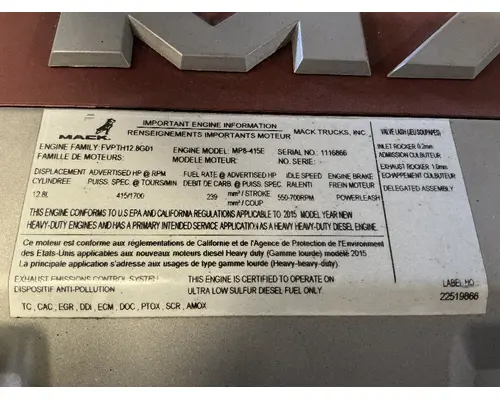 MACK
IMPORTANT ENGINE INFORMATION
RENSEIGNEMENTS IMPORTANTS MOTEUR
MACK TRUCKS, INC.
ENGINE FAMILY: FVPTH12.8G01 ENGINE MODEL: MP8-415E SERIAL NO.: 1116866
FAMILLE DE MOTEURS: MODELE MOTEUR: NO. SERIE: -
DISPLACEMENT ADVERTISED HP @ RPM FUEL RATE @ ADVERTISED HP IDLE SPEED ENGINE BRAKE
CYLINDREE PUISS. SPEC @ TOURS/MIN DEBIT DE CARB @ PUISS. SPEC. RALENTI FREIN MOTEUR
12.8L 415/1700 239 mm³ / STROKE 550-700RPM POWERLEASH
mm³ / COUP
THIS ENGINE CONFORMS TO U.S EPA AND CALIFORNIA REGULATIONS APPLICABLE TO 2015 MODEL YEAR NEW
HEAVY-DUTY ENGINES AND HAS A PRIMARY INTENDED SERVICE APPLICATION AS A HEAVY HEAVY-DUTY DIESEL ENGINE.
Ce moteur est conforme aux réglementations de Californie et de l'Agence de Protection de l'Environnement
des Etats-Unis applicables aux nouveaux moteurs diesel Heavy duty (Gamme lourde) modelé 2015
La principale application s'adresse aux usages de type gamme lourde (Heavy-heavy-duty).
EXHAUST EMISSIONS CONTROL SYSTEM THIS ENGINE IS CERTIFIED TO OPERATE ON
DISPOSITIF ANTI-POLLUTION ULTRA LOW SULFUR DIESEL FUEL ONLY.
TC, CAC, EGR, DDI, ECM, DOC, PTOX, SCR, AMOX
VALVE LASH (JEU SOUPAPES)
INLET ROCKER 0.2mm
ADMISSION CULBUTEUR
EXHAUST ROCKER 1.0mm
ECHAPPEMENT CULBUTEUR
DELEGATED ASSEMBLY
LABEL NO.:
22519866